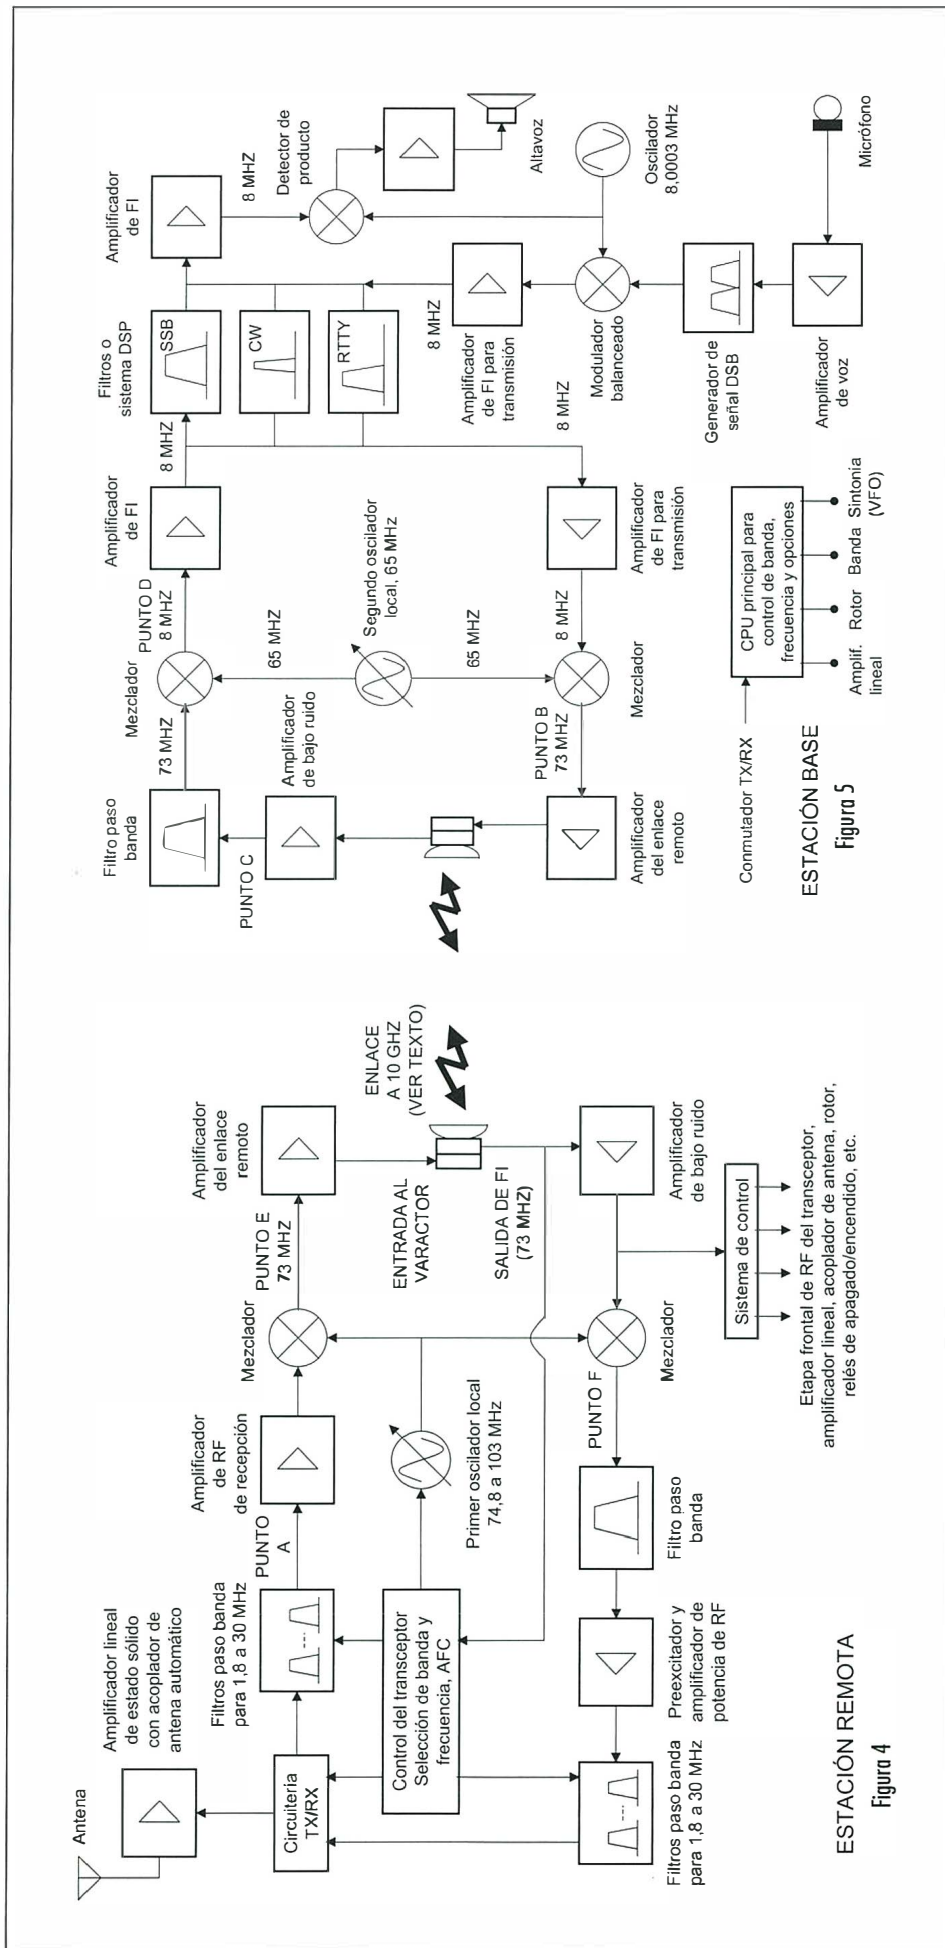 Antena
Amplificador lineal
de estado sólido
con acoplador de
antena automático
Filtros paso banda
para 1,8 a 30 MHz
PUNTO
A
Amplificador
de RF
de recepción
Mezclador
PUNTO E
73 MHZ
Amplificador
del enlace
remoto
Circuiteria
TX/RX
Control del transceptor
Selección de banda y
frecuencia, AFC
Primer oscilador local
74,8 a 103 MHz
ENTRADA AL
VARACTOR
ENLACE
A 10 GHZ
(VER TEXTO)
SALIDA DE FI
(73 MHZ)
Filtros paso banda
para 1,8 a 30 MHz
Preexcitador y
amplificador de
potencia de RF
Filtro paso
banda
PUNTO F
Mezclador
Amplificador
de bajo ruido
Sistema de control
Etapa frontal de RF del transceptor,
amplificador lineal, acoplador de antena, rotor,
relés de apagado/encendido, etc.
ESTACIÓN REMOTA
Figura 4
Filtro paso
banda
73 MHZ
Mezclador
PUNTO D
8 MHZ
Amplificador
de FI
8 MHZ
Filtros o
sistema DSP
SSB
CW
RTTY
Amplificador
de FI
8 MHZ
Detector de
producto
Altavoz
PUNTO C
Amplificador
de bajo ruido
65 MHZ
Segundo oscilador
local, 65 MHz
65 MHZ
8 MHZ
Amplificador
de FI para
transmisión
8 MHZ
Modulador
balanceado
Oscilador
8,0003 MHz
Amplificador
del enlace
remoto
PUNTO B
73 MHZ
Mezclador
8 MHZ
Amplificador
de FI para
transmisión
Generador de
señal DSB
Amplificador
de voz
Micrófono
Conmutador TX/RX
CPU principal para
control de banda,
frecuencia y opciones
Amplif.
lineal
Rotor
Banda
Sintonia
(VFO)
ESTACIÓN BASE
Figura 5